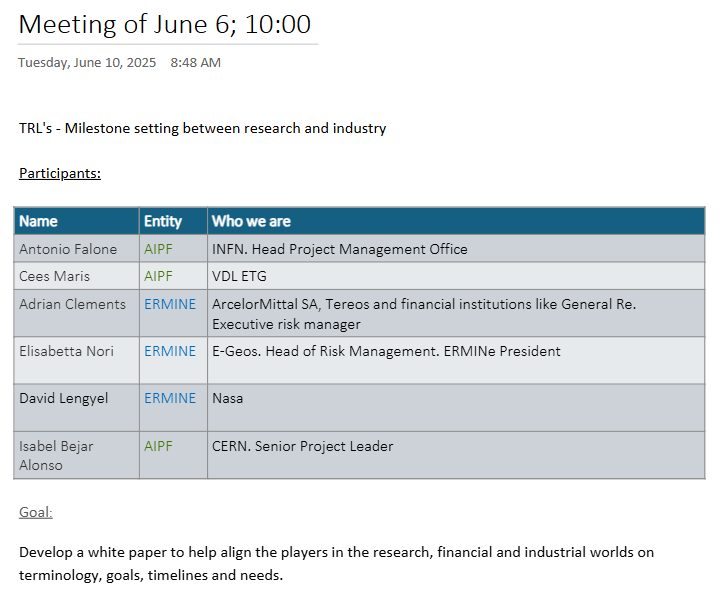 Meeting of June 6; 10:00
Tuesday, June 10, 2025 8:48 AM
TRL's - Milestone setting between research and industry
Participants:
Name Entity Who we are
Antonio Falone AIPF INFN. Head Project Management Office
Cees Maris AIPF VDL ETG
Adrian Clements ERMINE ArcelorMittal SA, Tereos and financial institutions like General Re.
Executive risk manager
Elisabetta Nori ERMINE E-Geos. Head of Risk Management. ERMINe President
David Lengyel ERMINE Nasa
Isabel Bejar AIPF CERN. Senior Project Leader
Alonso
Goal:
Develop a white paper to help align the players in the research, financial and industrial worlds on
terminology, goals, timelines and needs.